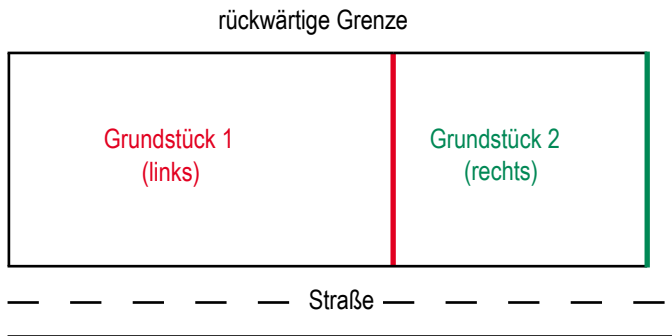 rückwärtige Grenze
Grundstück 1
(links)
Grundstück 2
(rechts)
Straße